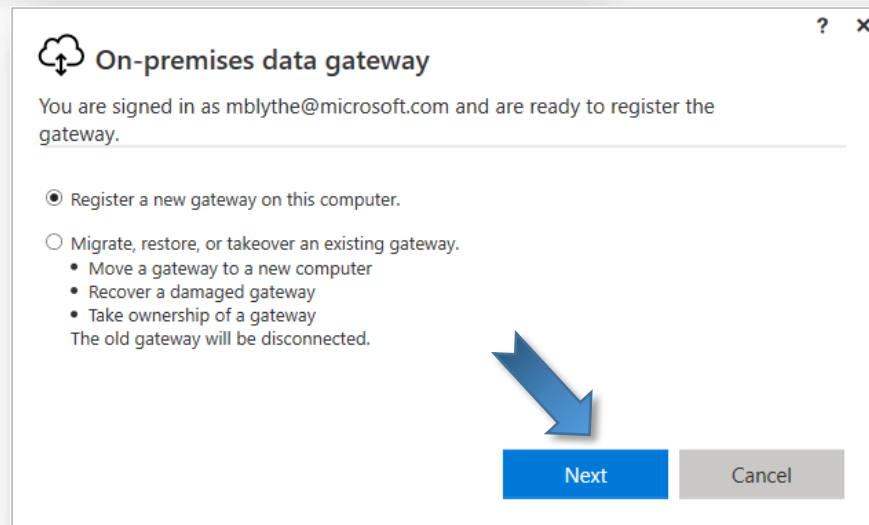 ? ×
On-premises data gateway
You are signed in as mblythe@microsoft.com and are ready to register the
gateway.
Register a new gateway on this computer.
Migrate, restore, or takeover an existing gateway.
• Move a gateway to a new computer
• Recover a damaged gateway
• Take ownership of a gateway
The old gateway will be disconnected.
Next Cancel